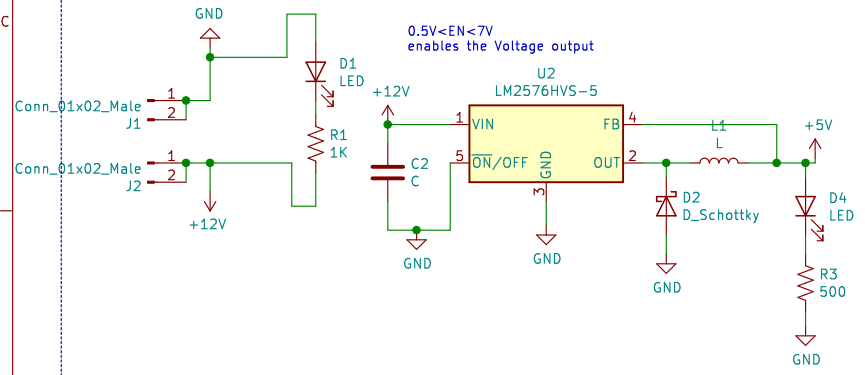 C
GND
0.5V<EN<7V
enables the Voltage output
D1
LED
U2
LM2576HVS-5
+12V
1
Conn_01x02_Male
2
J1
R1
1K
1
VIN
FB
4
L1
L
+5V
1
Conn_01x02_Male
2
J2
C2
C
5
ON/OFF
GND
OUT
2
3
D2
D_Schottky
D4
LED
+12V
GND
GND
GND
R3
500
GND